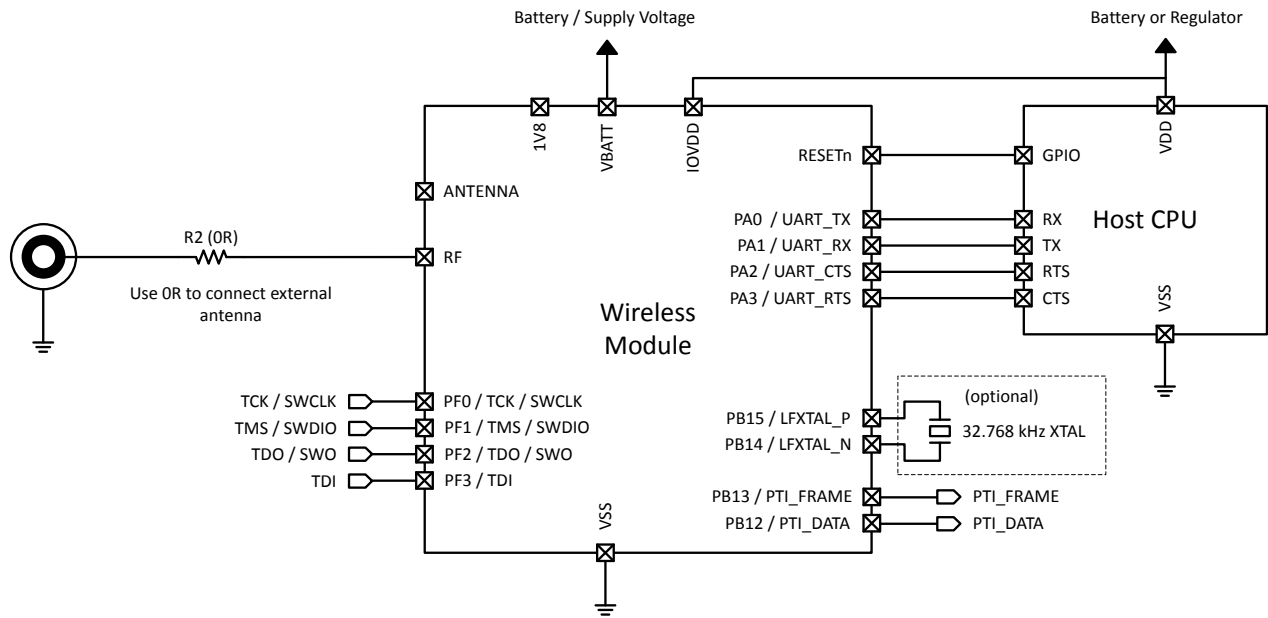 Battery / Supply Voltage
Battery or Regulator
1V8
VBATT
IOVDD
VDD
RESETn
GPIO
ANTENNA
Host CPU
PA0 / UART_TX
RX
PA1 / UART_RX
TX
PA2 / UART_CTS
RTS
PA3 / UART_RTS
CTS
VSS
R2 (0R)
RF
Use 0R to connect external
antenna
Wireless
Module
TCK / SWCLK
PF0 / TCK / SWCLK
TMS / SWDIO
PF1 / TMS / SWDIO
TDO / SWO
PF2 / TDO / SWO
TDI
PF3 / TDI
(optional)
PB15 / LFXTAL_P
32.768 kHz XTAL
PB14 / LFXTAL_N
PB13 / PTI_FRAME
PTI_FRAME
PB12 / PTI_DATA
PTI_DATA
VSS